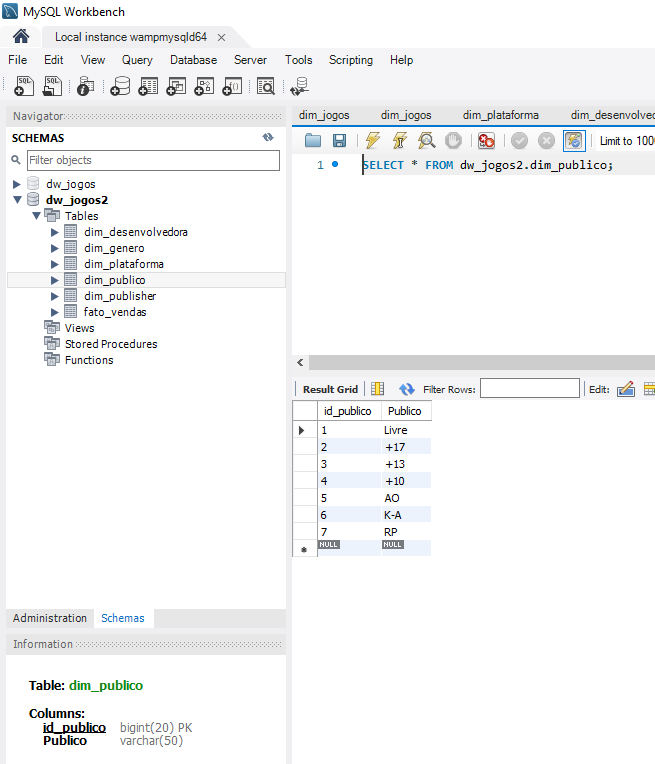 MySQL Workbench
Local instance wampmysqld64
File Edit View Query Database Server Tools Scripting Help
Navigator
SCHEMAS
Filter objects
dw_jogos
dw_jogos2
Tables
dim_desenvolvedora
dim_genero
dim_plataforma
dim_publico
dim_publisher
fato_vendas
Views
Stored Procedures
Functions
Administration Schemas
Information
Table: dim_publico
Columns:
id_publico bigint(20) PK
Publico varchar(50)
dim_jogos dim_jogos dim_plataforma dim_desenvolved
Limit to 100
1 SELECT * FROM dw_jogos2.dim_publico;
Result Grid Filter Rows: Edit:
id_publico Publico
1 Livre
2 +17
3 +13
4 +10
5 AO
6 K-A
7 RP
NULL NULL